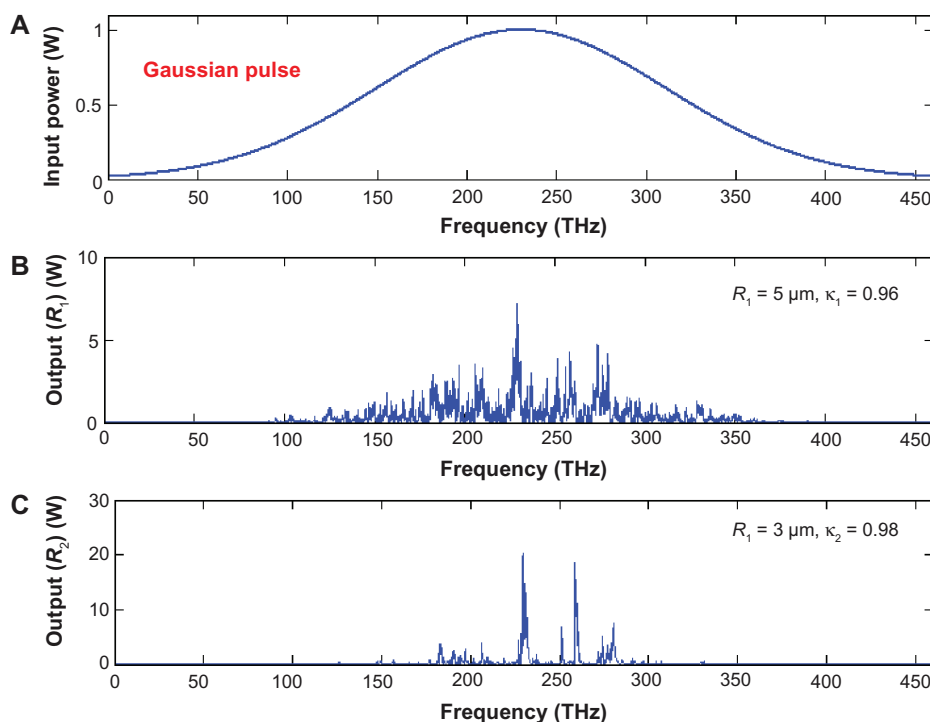 A
Input power (W)
1
0.5
0
Gaussian pulse
0 50 100 150 200 250 300 350 400 450
Frequency (THz)
B
Output (R₁) (W)
10
5
0
R₁ = 5 µm, κ₁ = 0.96
0 50 100 150 200 250 300 350 400 450
Frequency (THz)
C
Output (R₂) (W)
30
20
10
0
R₁ = 3 µm, κ₂ = 0.98
0 50 100 150 200 250 300 350 400 450
Frequency (THz)